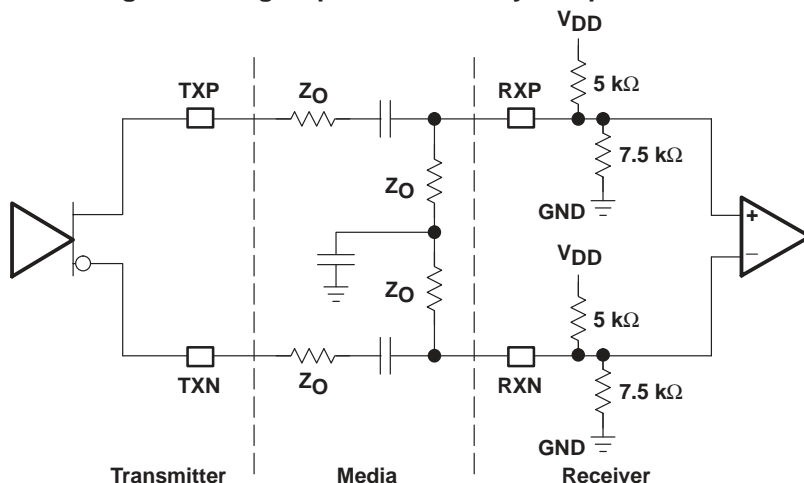 VDD
TXP
ZO
RXP
5 kΩ
7.5 kΩ
ZO
GND
+
VDD
−
ZO
5 kΩ
TXN
ZO
RXN
7.5 kΩ
GND
Transmitter
Media
Receiver